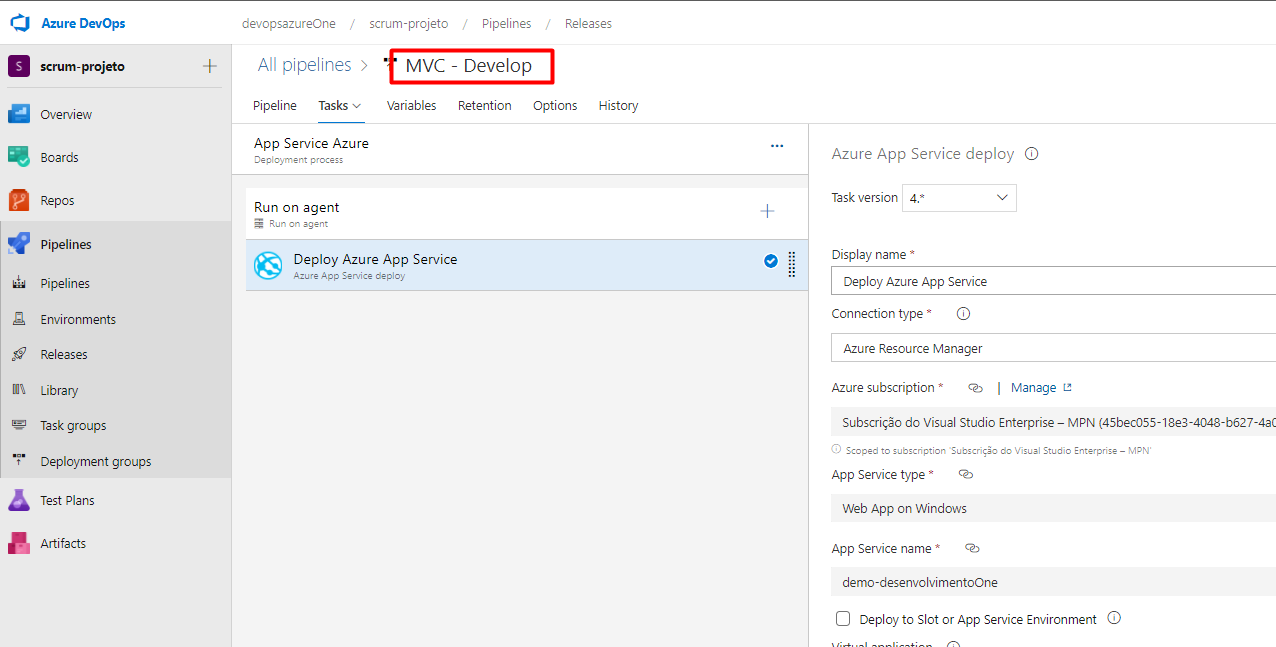 Azure DevOps
devopsazureOne / scrum-projeto / Pipelines / Releases
S scrum-projeto +
Overview
Boards
Repos
Pipelines
Pipelines
Environments
Releases
Library
Task groups
Deployment groups
Test Plans
Artifacts
All pipelines > MVC - Develop
Pipeline Tasks Variables Retention Options History
App Service Azure
Deployment process
Run on agent
Run on agent
Deploy Azure App Service
Azure App Service deploy
Azure App Service deploy
Task version 4.*
Display name *
Deploy Azure App Service
Connection type *
Azure Resource Manager
Azure subscription * | Manage
Subscrição do Visual Studio Enterprise – MPN (45bec055-18e3-4048-b627-4a0
Scoped to subscription 'Subscrição do Visual Studio Enterprise – MPN'
App Service type *
Web App on Windows
App Service name *
demo-desenvolvimentoOne
Deploy to Slot or App Service Environment
Virtual application